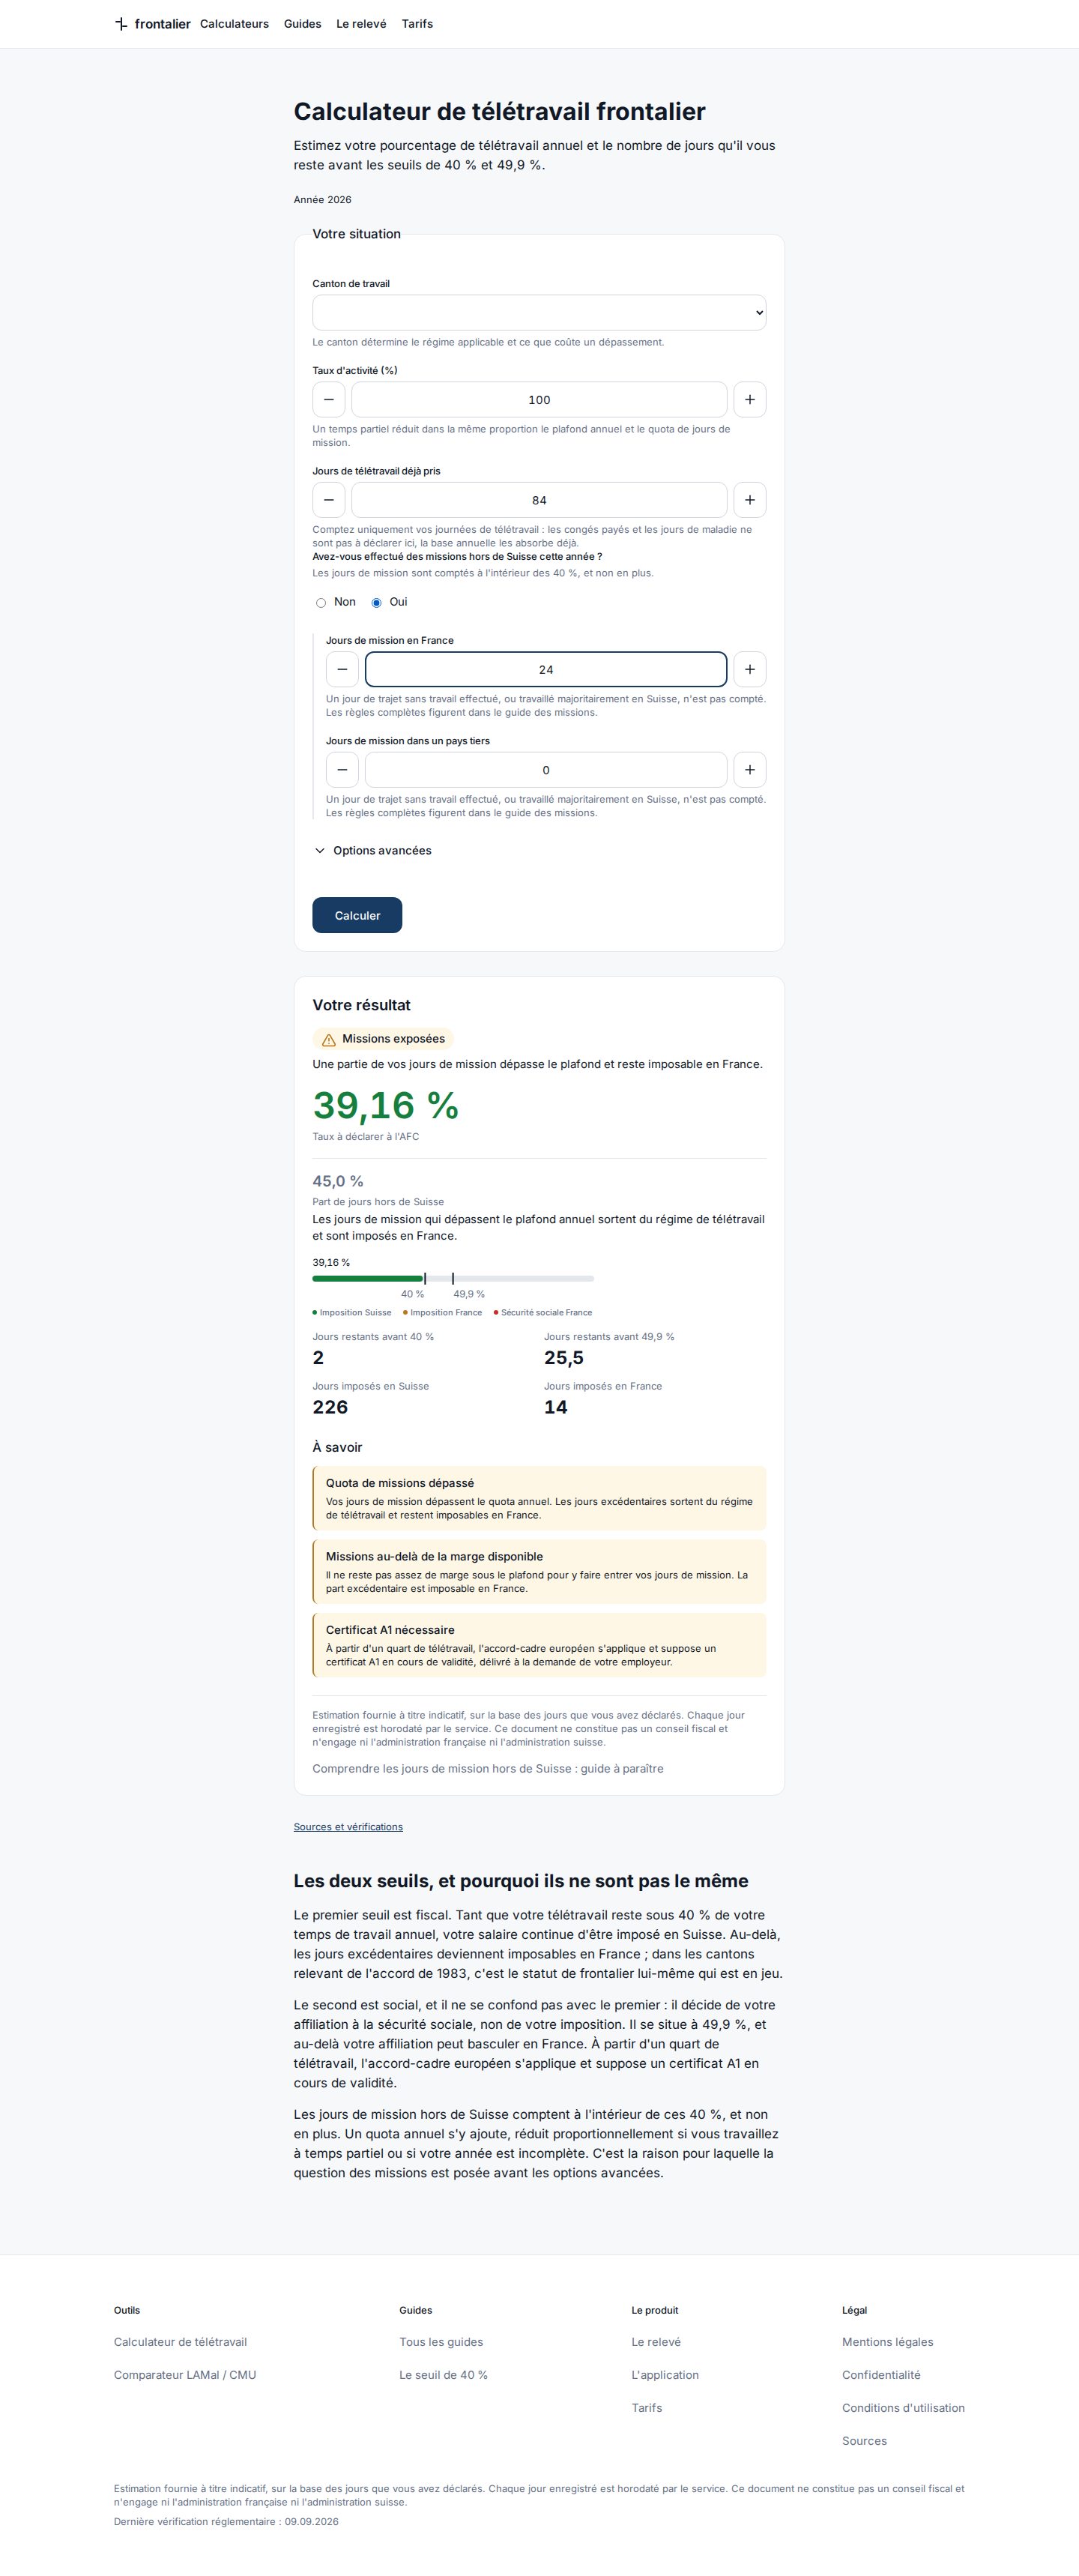 frontalier Calculateurs Guides Le relevé Tarifs
Calculateur de télétravail frontalier
Estimez votre pourcentage de télétravail annuel et le nombre de jours qu'il vous
reste avant les seuils de 40 % et 49,9 %.
Année 2026
Votre situation
Canton de travail
Le canton détermine le régime applicable et ce que coûte un dépassement.
Taux d'activité (%)
100
Un temps partiel réduit dans la même proportion le plafond annuel et le quota de jours de
mission.
Jours de télétravail déjà pris
84
Comptez uniquement vos journées de télétravail : les congés payés et les jours de maladie ne
sont pas à déclarer ici, la base annuelle les absorbe déjà.
Avez-vous effectué des missions hors de Suisse cette année ?
Les jours de mission sont comptés à l'intérieur des 40 %, et non en plus.
Non Oui
Jours de mission en France
24
Un jour de trajet sans travail effectué, ou travaillé majoritairement en Suisse, n'est pas compté.
Les règles complètes figurent dans le guide des missions.
Jours de mission dans un pays tiers
0
Un jour de trajet sans travail effectué, ou travaillé majoritairement en Suisse, n'est pas compté.
Les règles complètes figurent dans le guide des missions.
Options avancées
Calculer
Votre résultat
Missions exposées
Une partie de vos jours de mission dépasse le plafond et reste imposable en France.
39,16 %
Taux à déclarer à l'AFC
45,0 %
Part de jours hors de Suisse
Les jours de mission qui dépassent le plafond annuel sortent du régime de télétravail
et sont imposés en France.
39,16 %
40 % 49,9 %
Imposition Suisse Imposition France Sécurité sociale France
Jours restants avant 40 % Jours restants avant 49,9 %
2 25,5
Jours imposés en Suisse Jours imposés en France
226 14
À savoir
Quota de missions dépassé
Vos jours de mission dépassent le quota annuel. Les jours excédentaires sortent du régime
de télétravail et restent imposables en France.
Missions au-delà de la marge disponible
Il ne reste pas assez de marge sous le plafond pour y faire entrer vos jours de mission. La
part excédentaire est imposable en France.
Certificat A1 nécessaire
À partir d'un quart de télétravail, l'accord-cadre européen s'applique et suppose un
certificat A1 en cours de validité, délivré à la demande de votre employeur.
Estimation fournie à titre indicatif, sur la base des jours que vous avez déclarés. Chaque jour
enregistré est horodaté par le service. Ce document ne constitue pas un conseil fiscal et
n'engage ni l'administration française ni l'administration suisse.
Comprendre les jours de mission hors de Suisse : guide à paraître
Sources et vérifications
Les deux seuils, et pourquoi ils ne sont pas le même
Le premier seuil est fiscal. Tant que votre télétravail reste sous 40 % de votre
temps de travail annuel, votre salaire continue d'être imposé en Suisse. Au-delà,
les jours excédentaires deviennent imposables en France ; dans les cantons
relevant de l'accord de 1983, c'est le statut de frontalier lui-même qui est en jeu.
Le second est social, et il ne se confond pas avec le premier : il décide de votre
affiliation à la sécurité sociale, non de votre imposition. Il se situe à 49,9 %, et
au-delà votre affiliation peut basculer en France. À partir d'un quart de
télétravail, l'accord-cadre européen s'applique et suppose un certificat A1 en
cours de validité.
Les jours de mission hors de Suisse comptent à l'intérieur de ces 40 %, et non
en plus. Un quota annuel s'y ajoute, réduit proportionnellement si vous travaillez
à temps partiel ou si votre année est incomplète. C'est la raison pour laquelle la
question des missions est posée avant les options avancées.
Outils Guides Le produit Légal
Calculateur de télétravail Tous les guides Le relevé Mentions légales
Comparateur LAMal / CMU Le seuil de 40 % L'application Confidentialité
Tarifs Conditions d'utilisation
Sources
Estimation fournie à titre indicatif, sur la base des jours que vous avez déclarés. Chaque jour enregistré est horodaté par le service. Ce document ne constitue pas un conseil fiscal et
n'engage ni l'administration française ni l'administration suisse.
Dernière vérification réglementaire : 09.09.2026